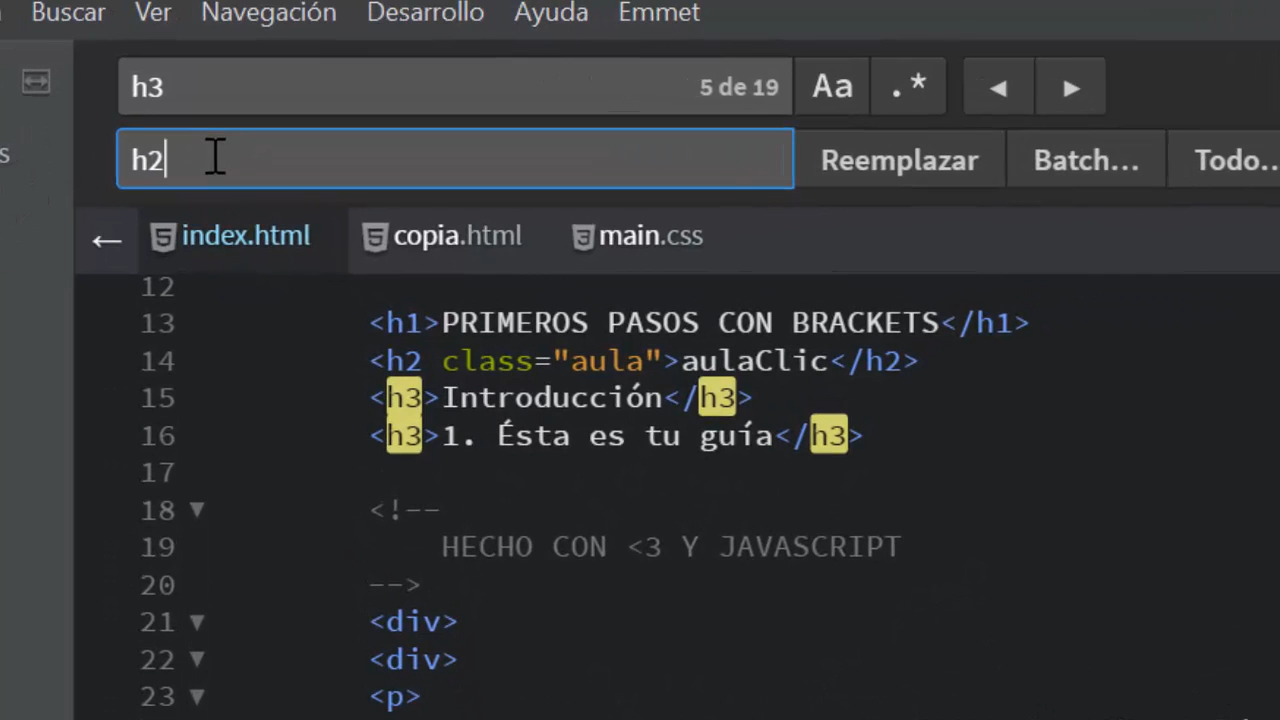 Buscar Ver Navegación Desarrollo Ayuda Emmet
h3 5 de 19 Aa .*
h2 Reemplazar Batch... Todo..
s
index.html copia.html main.css
12
13 <h1>PRIMEROS PASOS CON BRACKETS</h1>
14 <h2 class="aula">aulaClic</h2>
15 <h3>Introducción</h3>
16 <h3>1. Ésta es tu guía</h3>
17
18 <!--
19 HECHO CON <3 Y JAVASCRIPT
20 -->
21 <div>
22 <div>
23 <p>